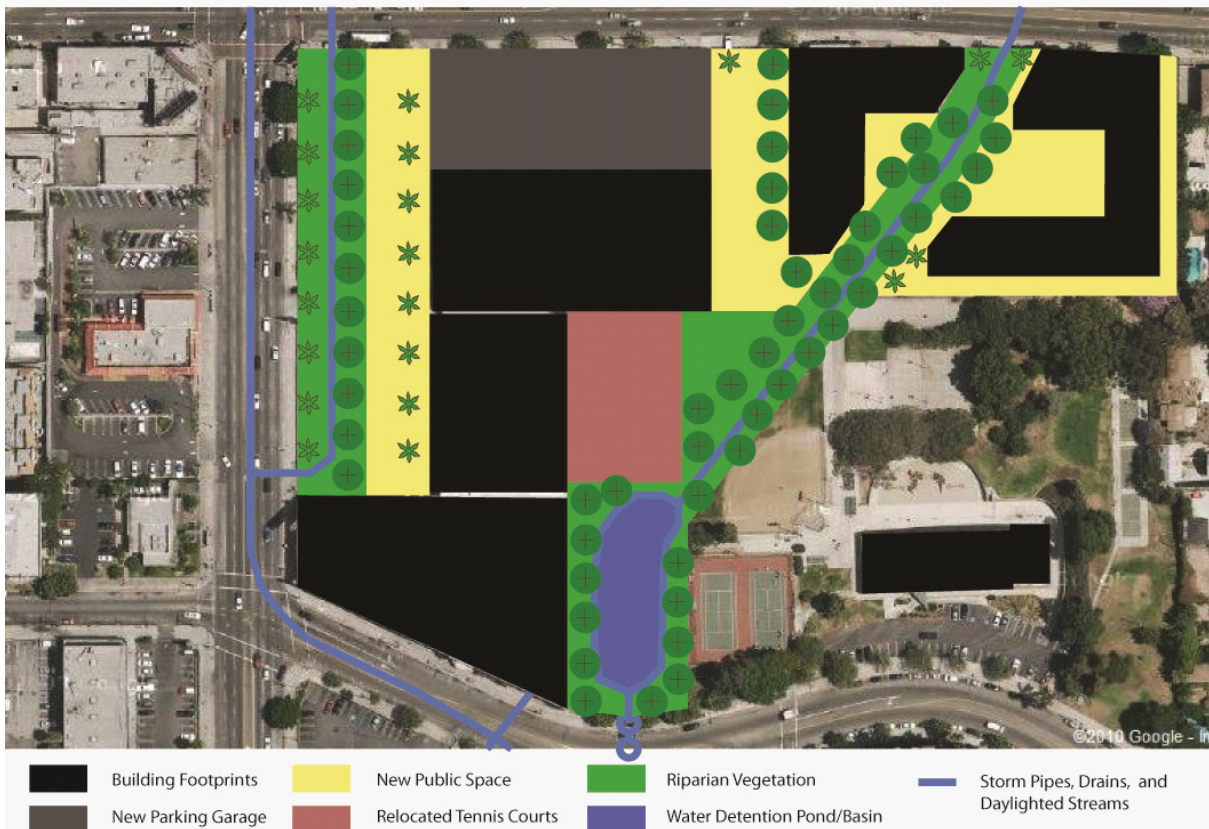 ©2010 Google - I
Building Footprints
New Public Space
Riparian Vegetation
Storm Pipes, Drains, and
Daylighted Streams
New Parking Garage
Relocated Tennis Courts
Water Detention Pond/Basin